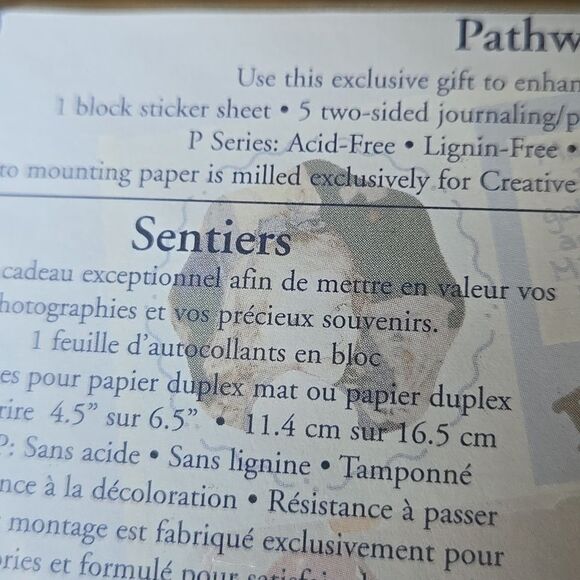 Pathw
Use this exclusive gift to enhan
1 block sticker sheet • 5 two-sided journaling/p
P Series: Acid-Free • Lignin-Free •
to mounting paper is milled exclusively for Creative
Sentiers
cadeau exceptionnel afin de mettre en valeur vos
hotographies et vos précieux souvenirs.
1 feuille d'autocollants en bloc
es pour papier duplex mat ou papier duplex
rire 4.5” sur 6.5” • 11.4 cm sur 16.5 cm
P: Sans acide • Sans lignine • Tamponné
nce à la décoloration • Résistance à passer
montage est fabriqué exclusivement pour
ories et formulé pour